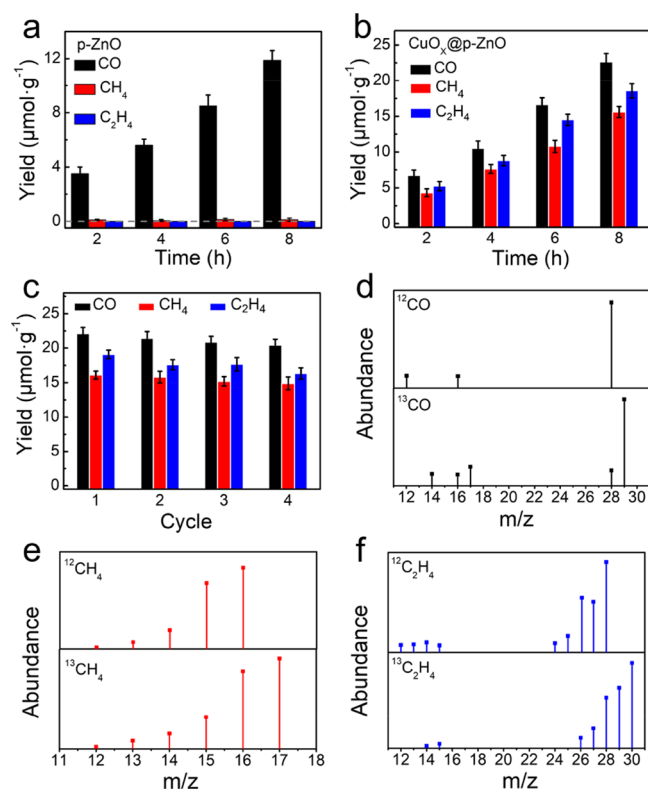 a
p-ZnO
CO
CH₄
C₂H₄
Yield (μmol·g⁻¹)
12
8
4
0
2 4 6 8
Time (h)
b
CuOₓ@p-ZnO
CO
CH₄
C₂H₄
Yield (μmol·g⁻¹)
25
20
15
10
5
0
2 4 6 8
Time (h)
c
CO CH₄ C₂H₄
Yield (μmol·g⁻¹)
25
20
15
10
5
0
1 2 3 4
Cycle
d
¹²CO
¹³CO
Abundance
12 14 16 18 20 22 24 26 28 30
m/z
e
¹²CH₄
¹³CH₄
Abundance
11 12 13 14 15 16 17 18
m/z
f
¹²C₂H₄
¹³C₂H₄
Abundance
12 14 16 18 20 22 24 26 28 30
m/z